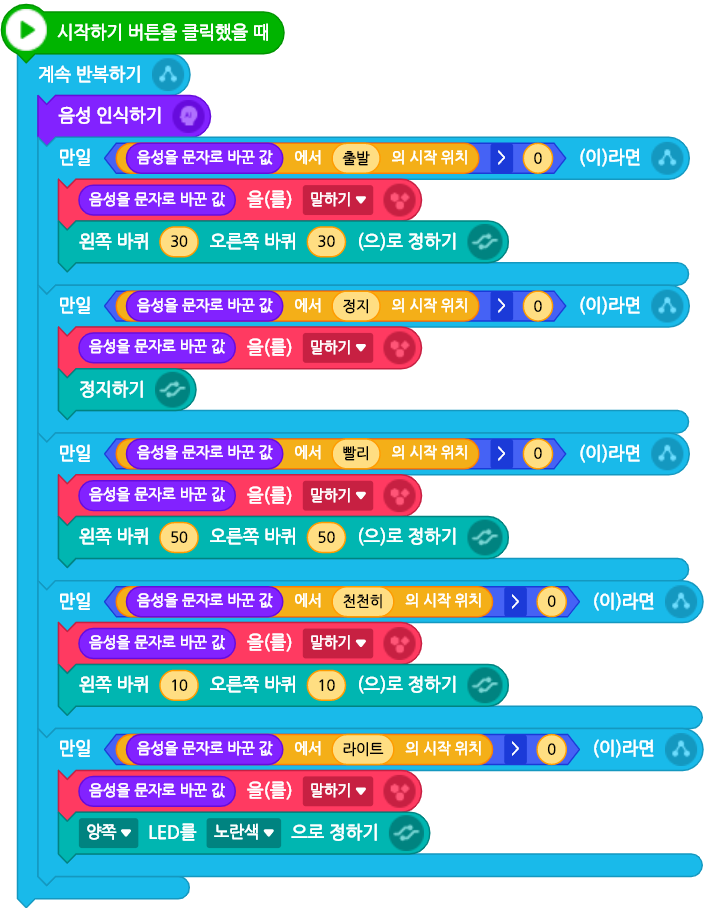 시작하기 버튼을 클릭했을 때
계속 반복하기
음성 인식하기
만일 음성을 문자로 바꾼 값 에서 출발 의 시작 위치 > 0 (이)라면
음성을 문자로 바꾼 값 을(를) 말하기
왼쪽 바퀴 30 오른쪽 바퀴 30 (으)로 정하기
만일 음성을 문자로 바꾼 값 에서 정지 의 시작 위치 > 0 (이)라면
음성을 문자로 바꾼 값 을(를) 말하기
정지하기
만일 음성을 문자로 바꾼 값 에서 빨리 의 시작 위치 > 0 (이)라면
음성을 문자로 바꾼 값 을(를) 말하기
왼쪽 바퀴 50 오른쪽 바퀴 50 (으)로 정하기
만일 음성을 문자로 바꾼 값 에서 천천히 의 시작 위치 > 0 (이)라면
음성을 문자로 바꾼 값 을(를) 말하기
왼쪽 바퀴 10 오른쪽 바퀴 10 (으)로 정하기
만일 음성을 문자로 바꾼 값 에서 라이트 의 시작 위치 > 0 (이)라면
음성을 문자로 바꾼 값 을(를) 말하기
양쪽 LED를 노란색 으로 정하기